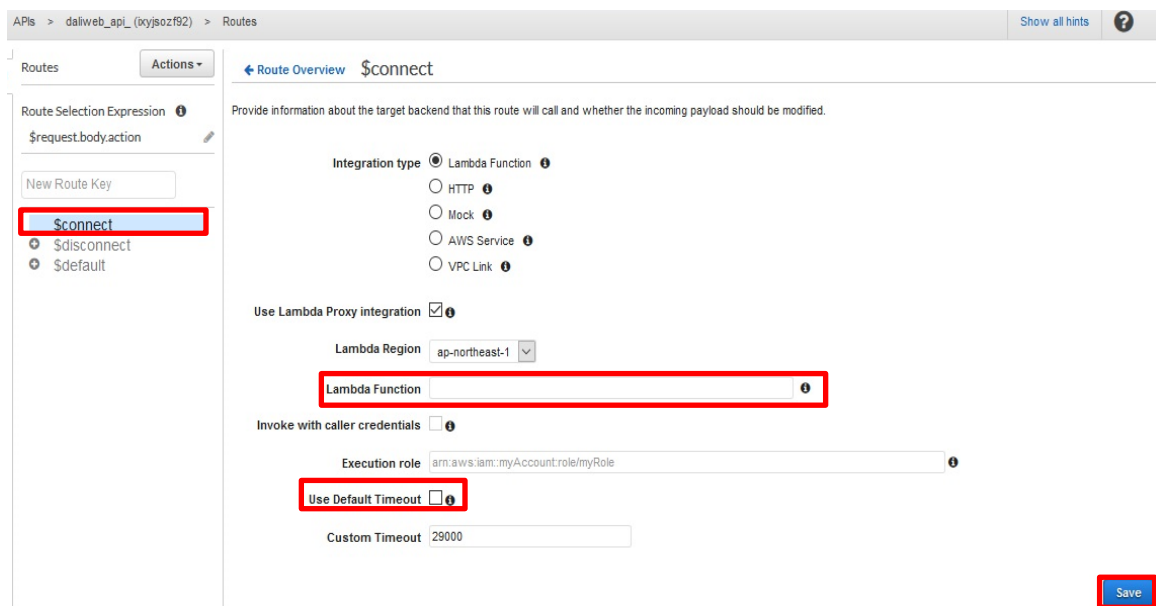 APIs > daliweb_api_ (ixyjsozf92) > Routes
Show all hints
Routes
Actions
Route Selection Expression
$request.body.action
New Route Key
$connect
$disconnect
$default
Route Overview $connect
Provide information about the target backend that this route will call and whether the incoming payload should be modified.
Integration type Lambda Function
HTTP
Mock
AWS Service
VPC Link
Use Lambda Proxy integration
Lambda Region ap-northeast-1
Lambda Function
Invoke with caller credentials
Execution role arn:aws:iam::myAccount:role/myRole
Use Default Timeout
Custom Timeout 29000
Save